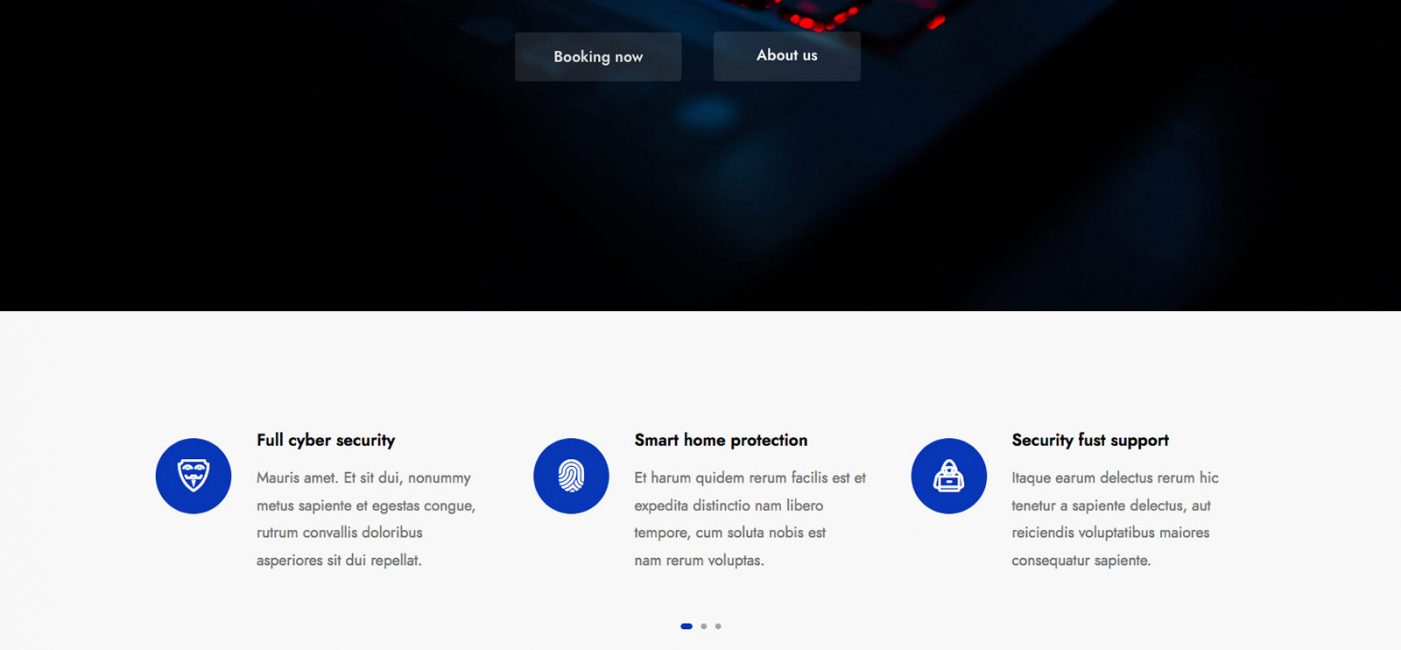 Booking now
About us
Full cyber security
Mauris amet. Et sit dui, nonummy
metus sapiente et egestas congue,
rutrum convallis doloribus
asperiores sit dui repellat.
Smart home protection
Et harum quidem rerum facilis est et
expedita distinctio nam libero
tempore, cum soluta nobis est
nam rerum voluptas.
Security fust support
Itaque earum delectus rerum hic
tenetur a sapiente delectus, aut
reiciendis voluptatibus maiores
consequatur sapiente.